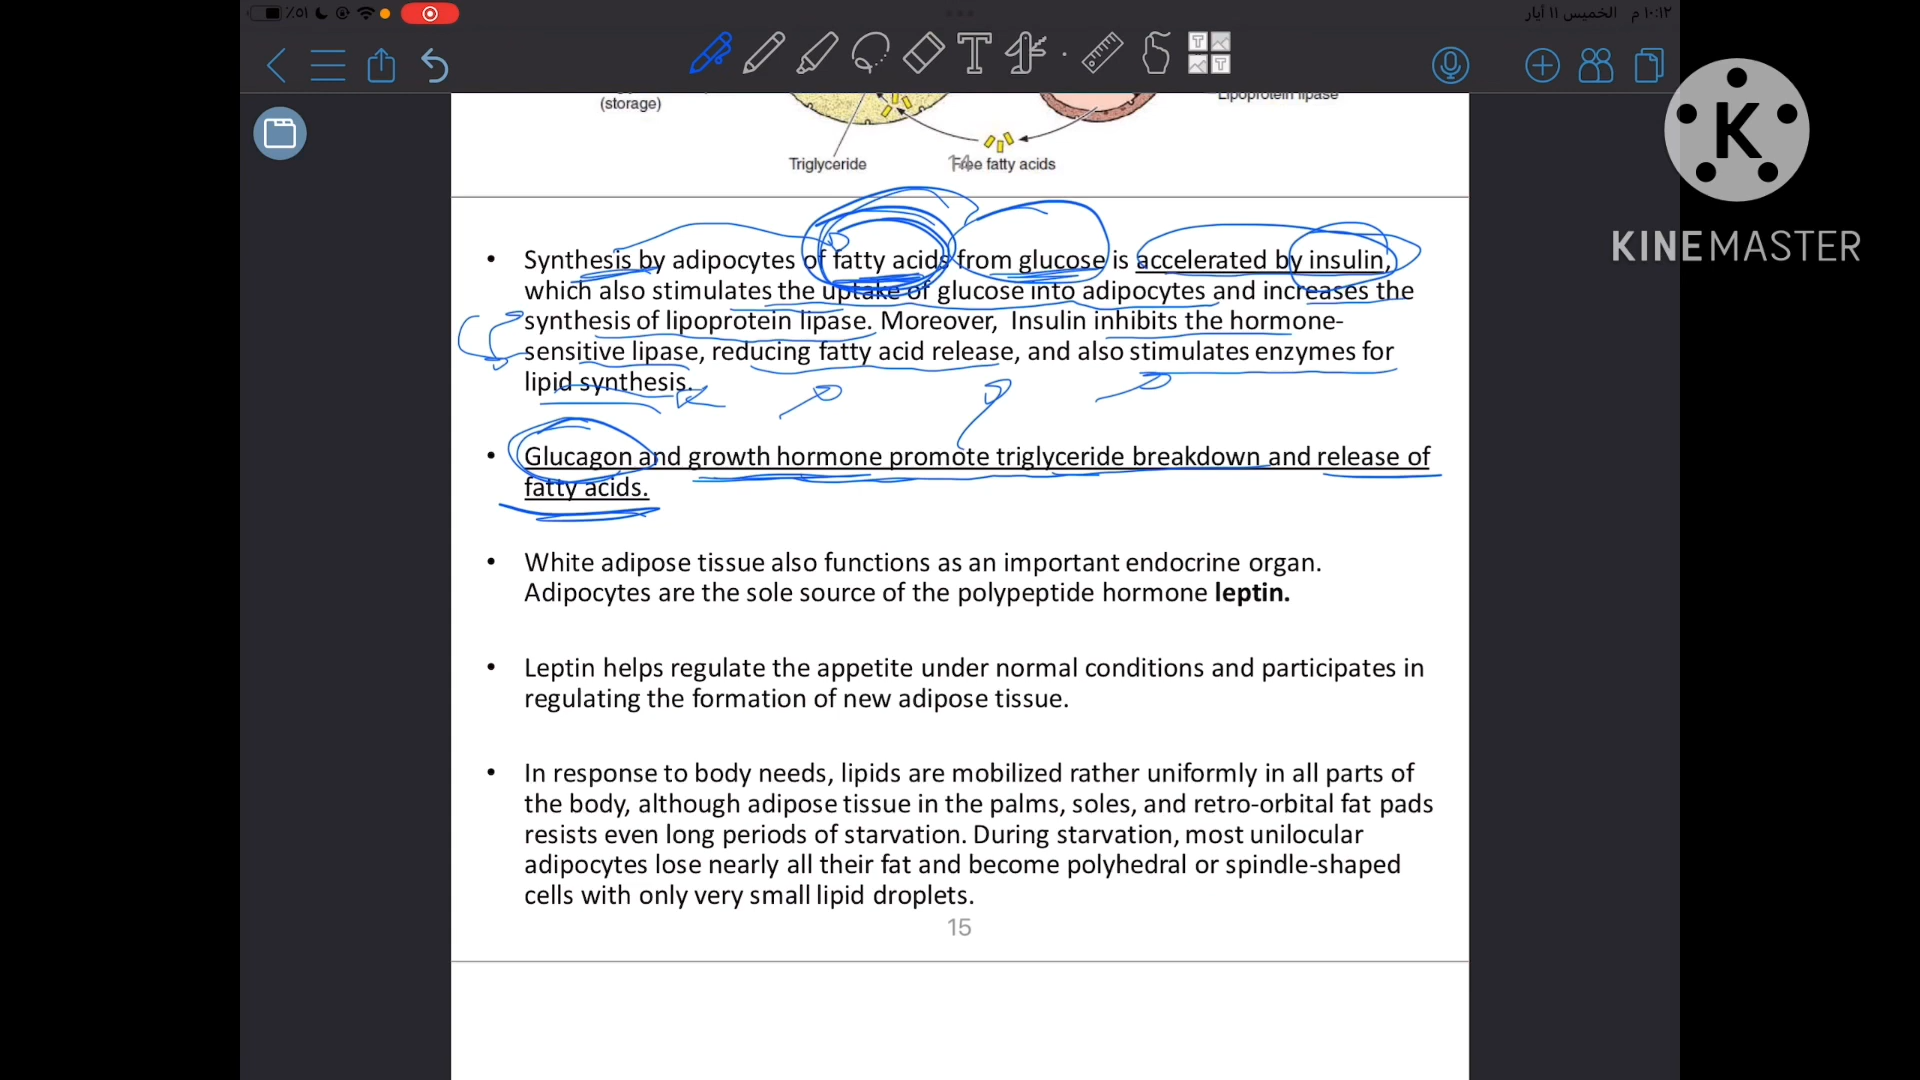 ٪٥١
١٠:١٢ م الخميس ١١ أيار
(storage)
Lipoprotein lipase
Triglyceride
14
Free fatty acids
K
KINEMASTER
• Synthesis by adipocytes of fatty acids from glucose is accelerated by insulin,
which also stimulates the uptake of glucose into adipocytes and increases the
synthesis of lipoprotein lipase. Moreover, Insulin inhibits the hormone-
sensitive lipase, reducing fatty acid release, and also stimulates enzymes for
lipid synthesis.
• Glucagon and growth hormone promote triglyceride breakdown and release of
fatty acids.
• White adipose tissue also functions as an important endocrine organ.
Adipocytes are the sole source of the polypeptide hormone leptin.
• Leptin helps regulate the appetite under normal conditions and participates in
regulating the formation of new adipose tissue.
• In response to body needs, lipids are mobilized rather uniformly in all parts of
the body, although adipose tissue in the palms, soles, and retro-orbital fat pads
resists even long periods of starvation. During starvation, most unilocular
adipocytes lose nearly all their fat and become polyhedral or spindle-shaped
cells with only very small lipid droplets.
15